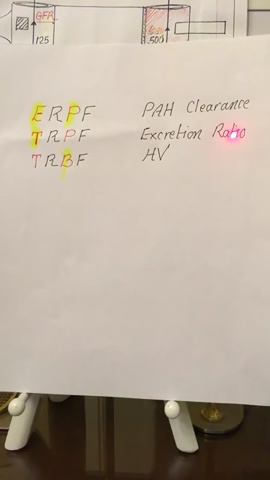 GFR
125
500
ERPF PAH Clearance
TRPF Excretion Ratio
TRBF HV